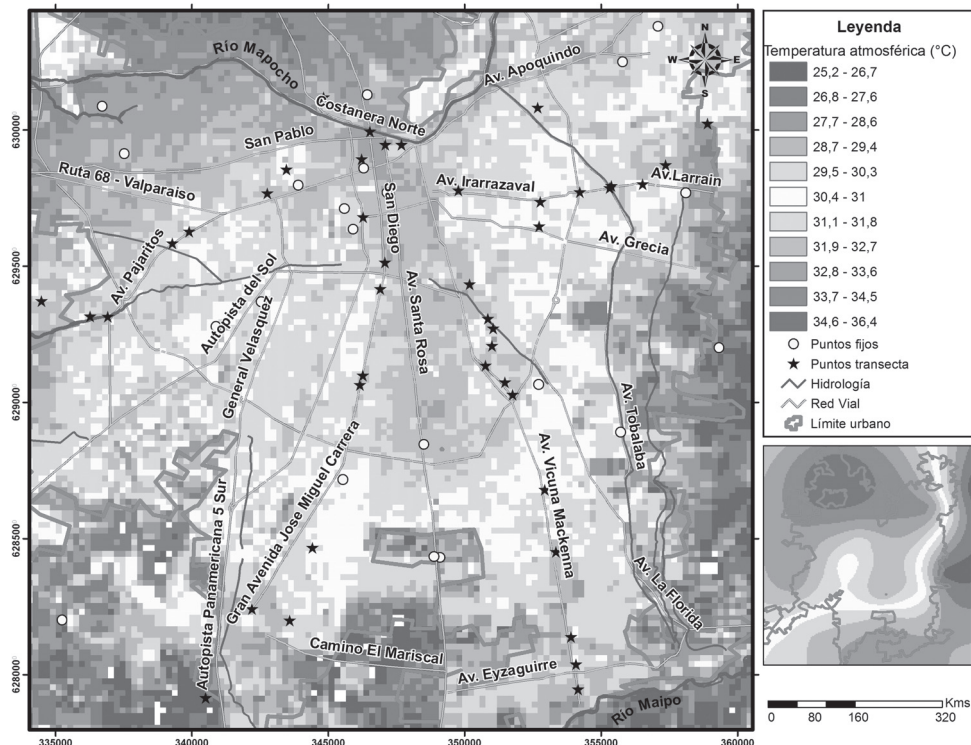 Río Mapocho
Av. Apoquindo
Costanera Norte
San Pablo
Ruta 68 - Valparaiso
San Diego
Av. Irarrazaval
Av.Larrain
Av. Grecia
Av. Pajaritos
Autopista del Sol
General Velasquez
Av. Santa Rosa
Av. Tobalaba
Gran Avenida Jose Miguel Carrera
Av. Vicuna Mackenna
Autopista Panamericana 5 Sur
Av. La Florida
Camino El Mariscal
Av. Eyzaguirre
Río Maipo
N
W E
S
335000 340000 345000 350000 355000 360000
Leyenda
Temperatura atmosférica (°C)
25,2 - 26,7
26,8 - 27,6
27,7 - 28,6
28,7 - 29,4
29,5 - 30,3
30,4 - 31
31,1 - 31,8
31,9 - 32,7
32,8 - 33,6
33,7 - 34,5
34,6 - 36,4
Puntos fijos
Puntos transecta
Hidrología
Red Vial
Límite urbano
Kms
0 80 160 320